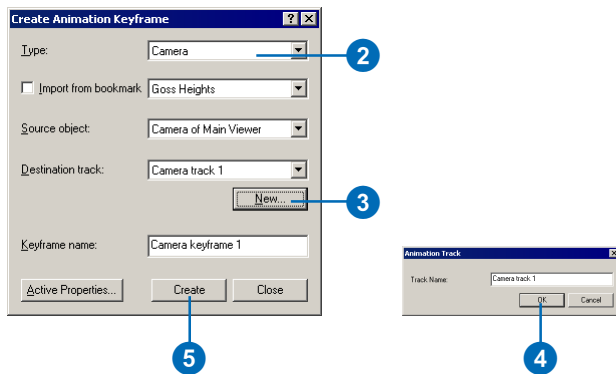 Create Animation Keyframe
Type: Camera
2
Import from bookmark Goss Heights
Source object: Camera of Main Viewer
Destination track: Camera track 1
New...
3
Keyframe name: Camera keyframe 1
Active Properties... Create Close
5
Animation Track
Track Name: Camera track 1
OK Cancel
4